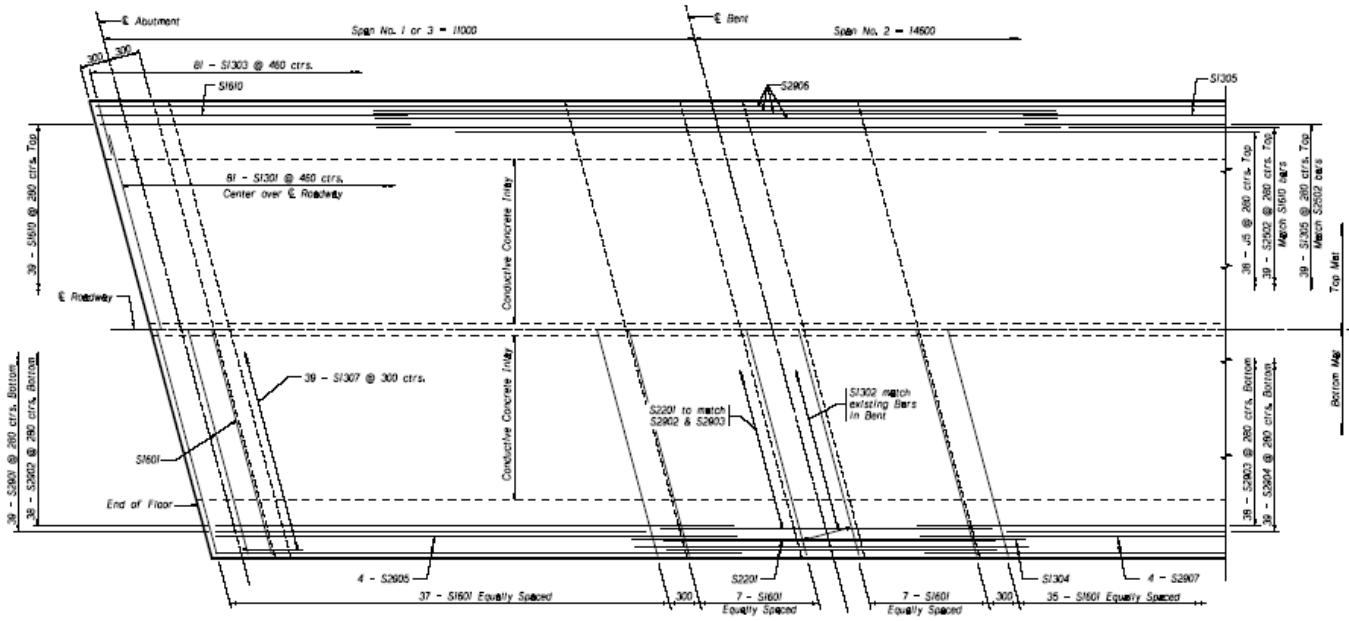 ℄ Abutment
℄ Bent
Span No. 1 or 3 = 11000
Span No. 2 = 14600
300
300
81 - S1303 @ 460 ctrs.
S1610
S2906
S1305
39 - S1610 @ 280 ctrs. Top
81 - S1301 @ 460 ctrs.
Center over ℄ Roadway
Conductive Concrete Inlay
38 - J5 @ 280 ctrs. Top
39 - S2502 @ 280 ctrs. Top
Match S1610 bars
39 - S1305 @ 280 ctrs. Top
Match S2502 bars
Top Mat
℄ Roadway
Bottom Mat
39 - S2901 @ 280 ctrs. Bottom
38 - S2902 @ 280 ctrs. Bottom
39 - S1307 @ 300 ctrs.
Conductive Concrete Inlay
S2201 to match
S2902 & S2903
S1302 match
existing Bars
in Bent
38 - S2903 @ 280 ctrs. Bottom
39 - S2904 @ 280 ctrs. Bottom
S1601
End of Floor
4 - S2905
S2201
S1304
4 - S2907
37 - S1601 Equally Spaced
300
7 - S1601
Equally Spaced
7 - S1601
Equally Spaced
300
35 - S1601 Equally Spaced